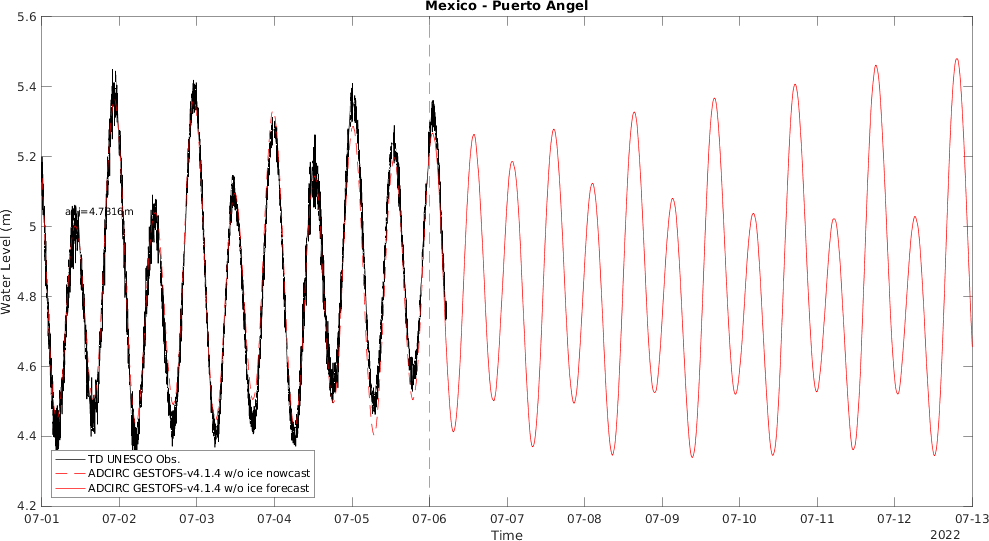 Mexico - Puerto Angel
5.6
5.4
5.2
5
4.8
4.6
4.4
4.2
Water Level (m)
TD UNESCO Obs.
ADCIRC GESTOFS-v4.1.4 w/o ice nowcast
ADCIRC GESTOFS-v4.1.4 w/o ice forecast
07-01 07-02 07-03 07-04 07-05 07-06 07-07 07-08 07-09 07-10 07-11 07-12 07-13
Time
2022